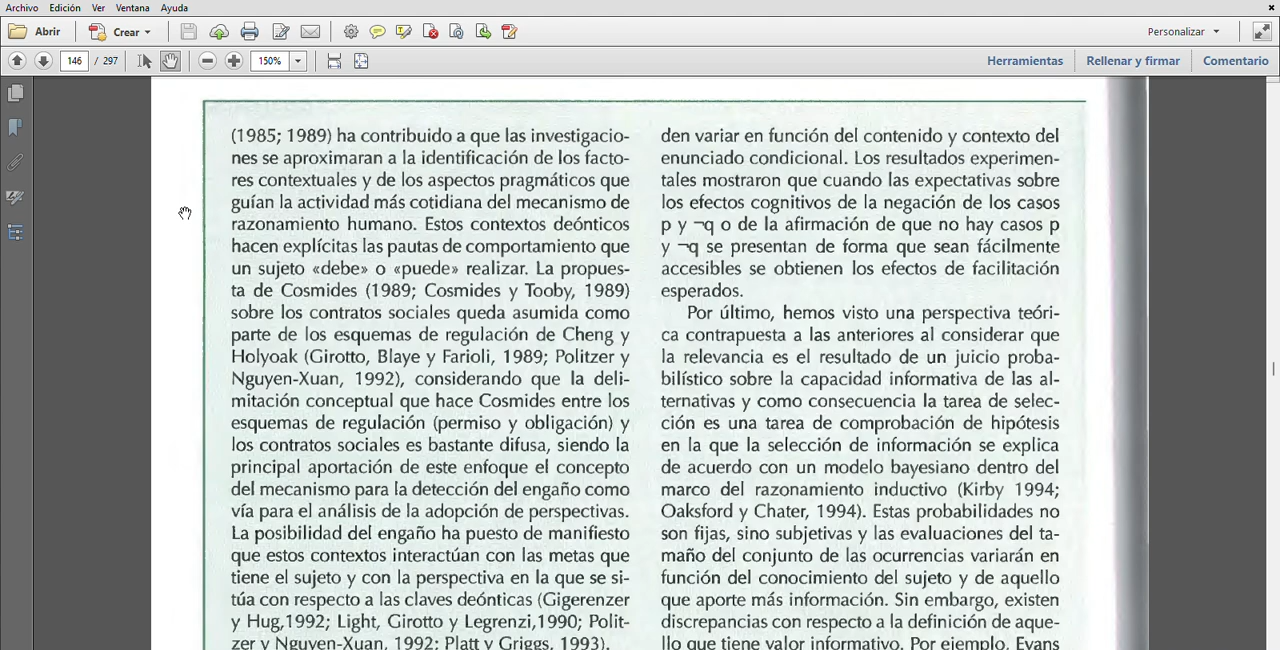 Archivo Edición Ver Ventana Ayuda
Abrir Crear Personalizar
146 / 297 150% Herramientas Rellenar y firmar Comentario
(1985; 1989) ha contribuido a que las investigacio-
nes se aproximaran a la identificación de los facto-
res contextuales y de los aspectos pragmáticos que
guían la actividad más cotidiana del mecanismo de
razonamiento humano. Estos contextos deónticos
hacen explícitas las pautas de comportamiento que
un sujeto «debe» o «puede» realizar. La propues-
ta de Cosmides (1989; Cosmides y Tooby, 1989)
sobre los contratos sociales queda asumida como
parte de los esquemas de regulación de Cheng y
Holyoak (Girotto, Blaye y Farioli, 1989; Politzer y
Nguyen-Xuan, 1992), considerando que la deli-
mitación conceptual que hace Cosmides entre los
esquemas de regulación (permiso y obligación) y
los contratos sociales es bastante difusa, siendo la
principal aportación de este enfoque el concepto
del mecanismo para la detección del engaño como
vía para el análisis de la adopción de perspectivas.
La posibilidad del engaño ha puesto de manifiesto
que estos contextos interactúan con las metas que
tiene el sujeto y con la perspectiva en la que se si-
túa con respecto a las claves deónticas (Gigerenzer
y Hug,1992; Light, Girotto y Legrenzi,1990; Polit-
zer y Nguyen-Xuan, 1992; Platt y Griggs, 1993).
den variar en función del contenido y contexto del
enunciado condicional. Los resultados experimen-
tales mostraron que cuando las expectativas sobre
los efectos cognitivos de la negación de los casos
p y ¬q o de la afirmación de que no hay casos p
y ¬q se presentan de forma que sean fácilmente
accesibles se obtienen los efectos de facilitación
esperados.
Por último, hemos visto una perspectiva teóri-
ca contrapuesta a las anteriores al considerar que
la relevancia es el resultado de un juicio proba-
bilístico sobre la capacidad informativa de las al-
ternativas y como consecuencia la tarea de selec-
ción es una tarea de comprobación de hipótesis
en la que la selección de información se explica
de acuerdo con un modelo bayesiano dentro del
marco del razonamiento inductivo (Kirby 1994;
Oaksford y Chater, 1994). Estas probabilidades no
son fijas, sino subjetivas y las evaluaciones del ta-
maño del conjunto de las ocurrencias variarán en
función del conocimiento del sujeto y de aquello
que aporte más información. Sin embargo, existen
discrepancias con respecto a la definición de aque-
llo que tiene valor informativo. Por ejemplo, Evans